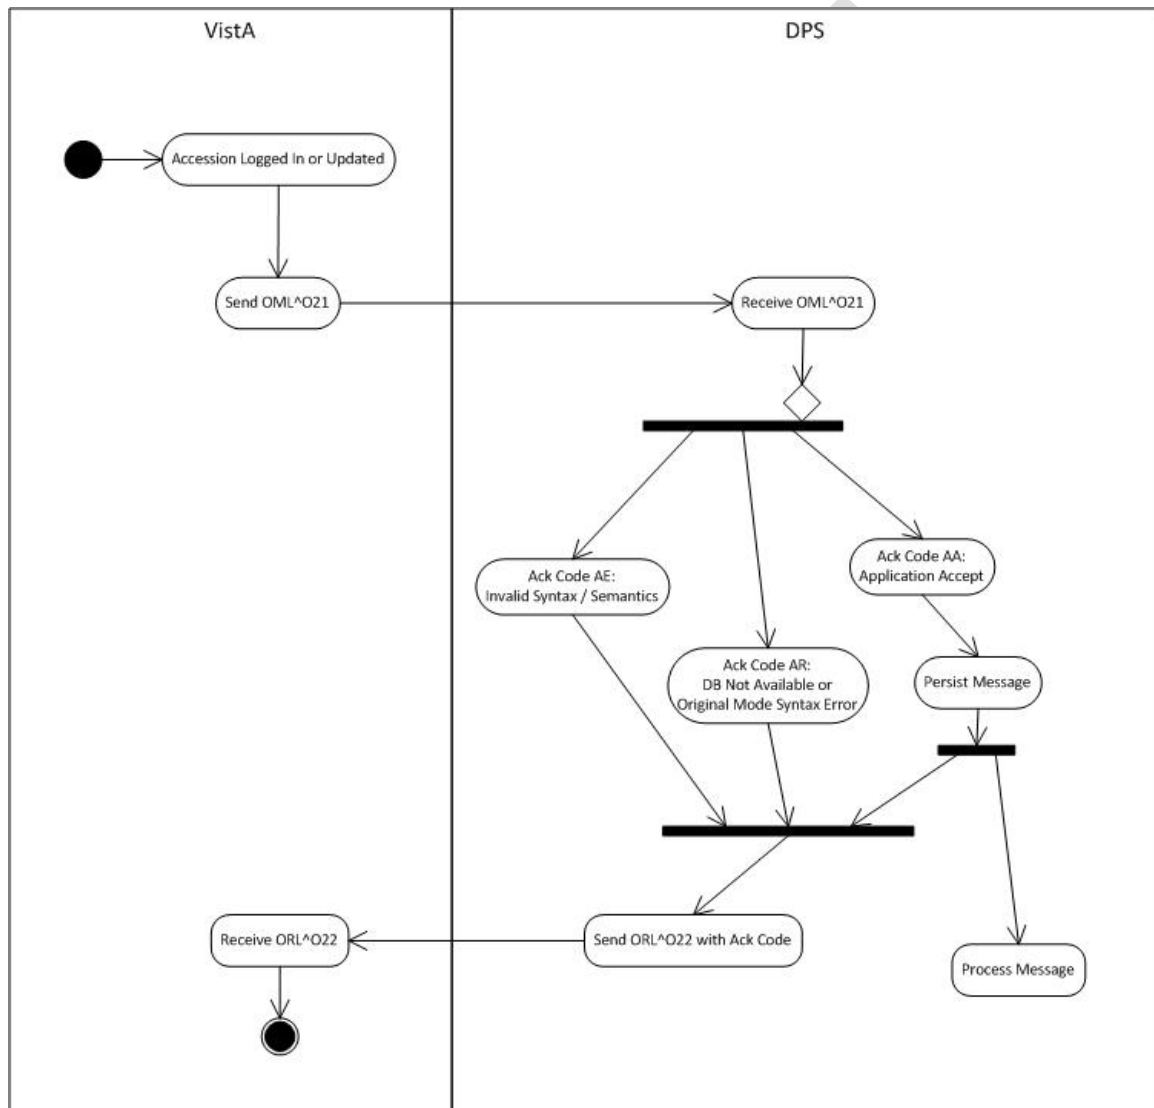 VistA
DPS
Accession Logged In or Updated
Send OML^O21
Receive OML^O21
Ack Code AE:
Invalid Syntax / Semantics
Ack Code AA:
Application Accept
Ack Code AR:
DB Not Available or
Original Mode Syntax Error
Persist Message
Receive ORL^O22
Send ORL^O22 with Ack Code
Process Message